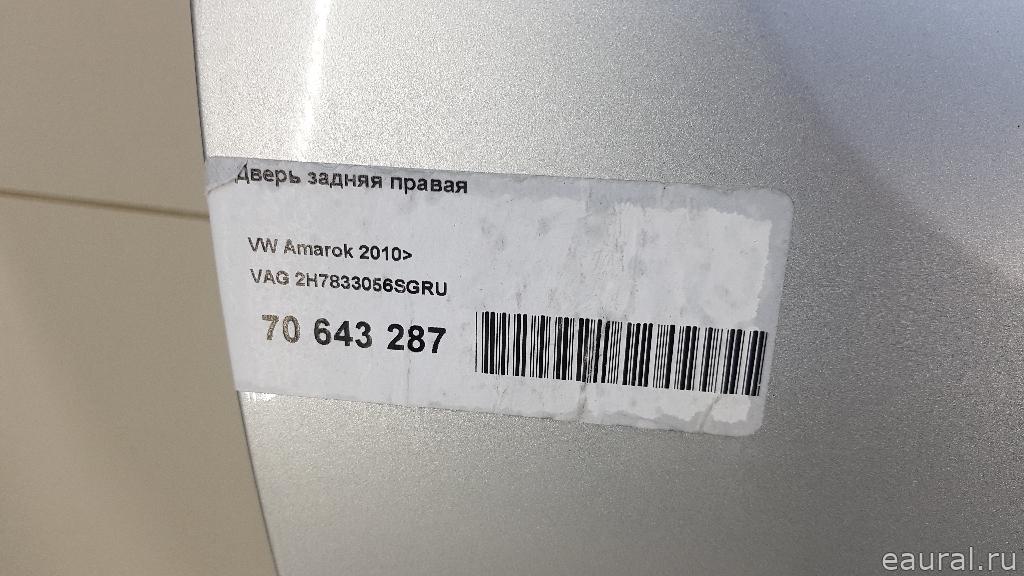 Дверь задняя правая
VW Amarok 2010>
VAG 2H7833056SGRU
70 643 287
eaural.ru